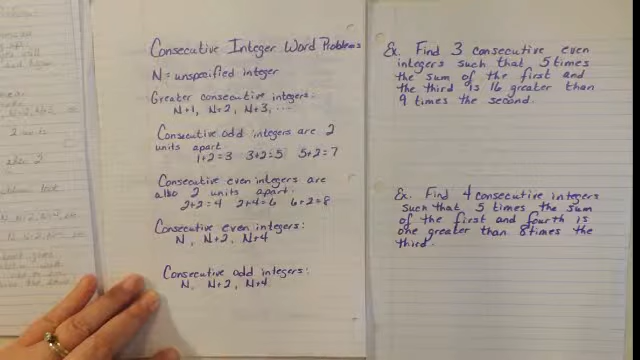 Consecutive Integer Word Problems
N = unspecified integer
Greater consecutive integers:
N+1, N+2, N+3, ....
Consecutive odd integers are 2
units apart.
1+2=3 3+2=5 5+2=7
Consecutive even integers are
also 2 units apart.
2+2=4 2+4=6 6+2=8
Consecutive even integers:
N, N+2, N+4
Consecutive odd integers:
N, N+2, N+4
Ex. Find 3 consecutive even
integers such that 5 times
the sum of the first and
the third is 16 greater than
9 times the second.
Ex. Find 4 consecutive integers
such that 5 times the sum
of the first and fourth is
one greater than 8 times the
third.